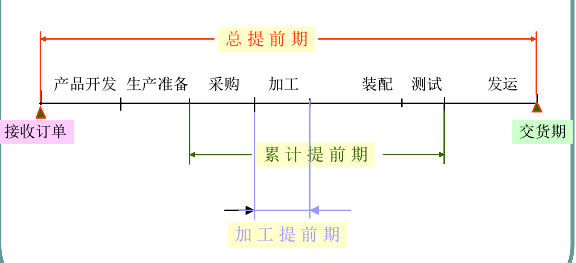 总提前期
产品开发 生产准备 采购 加工 装配 测试 发运
接收订单 交货期
累计提前期
加工提前期